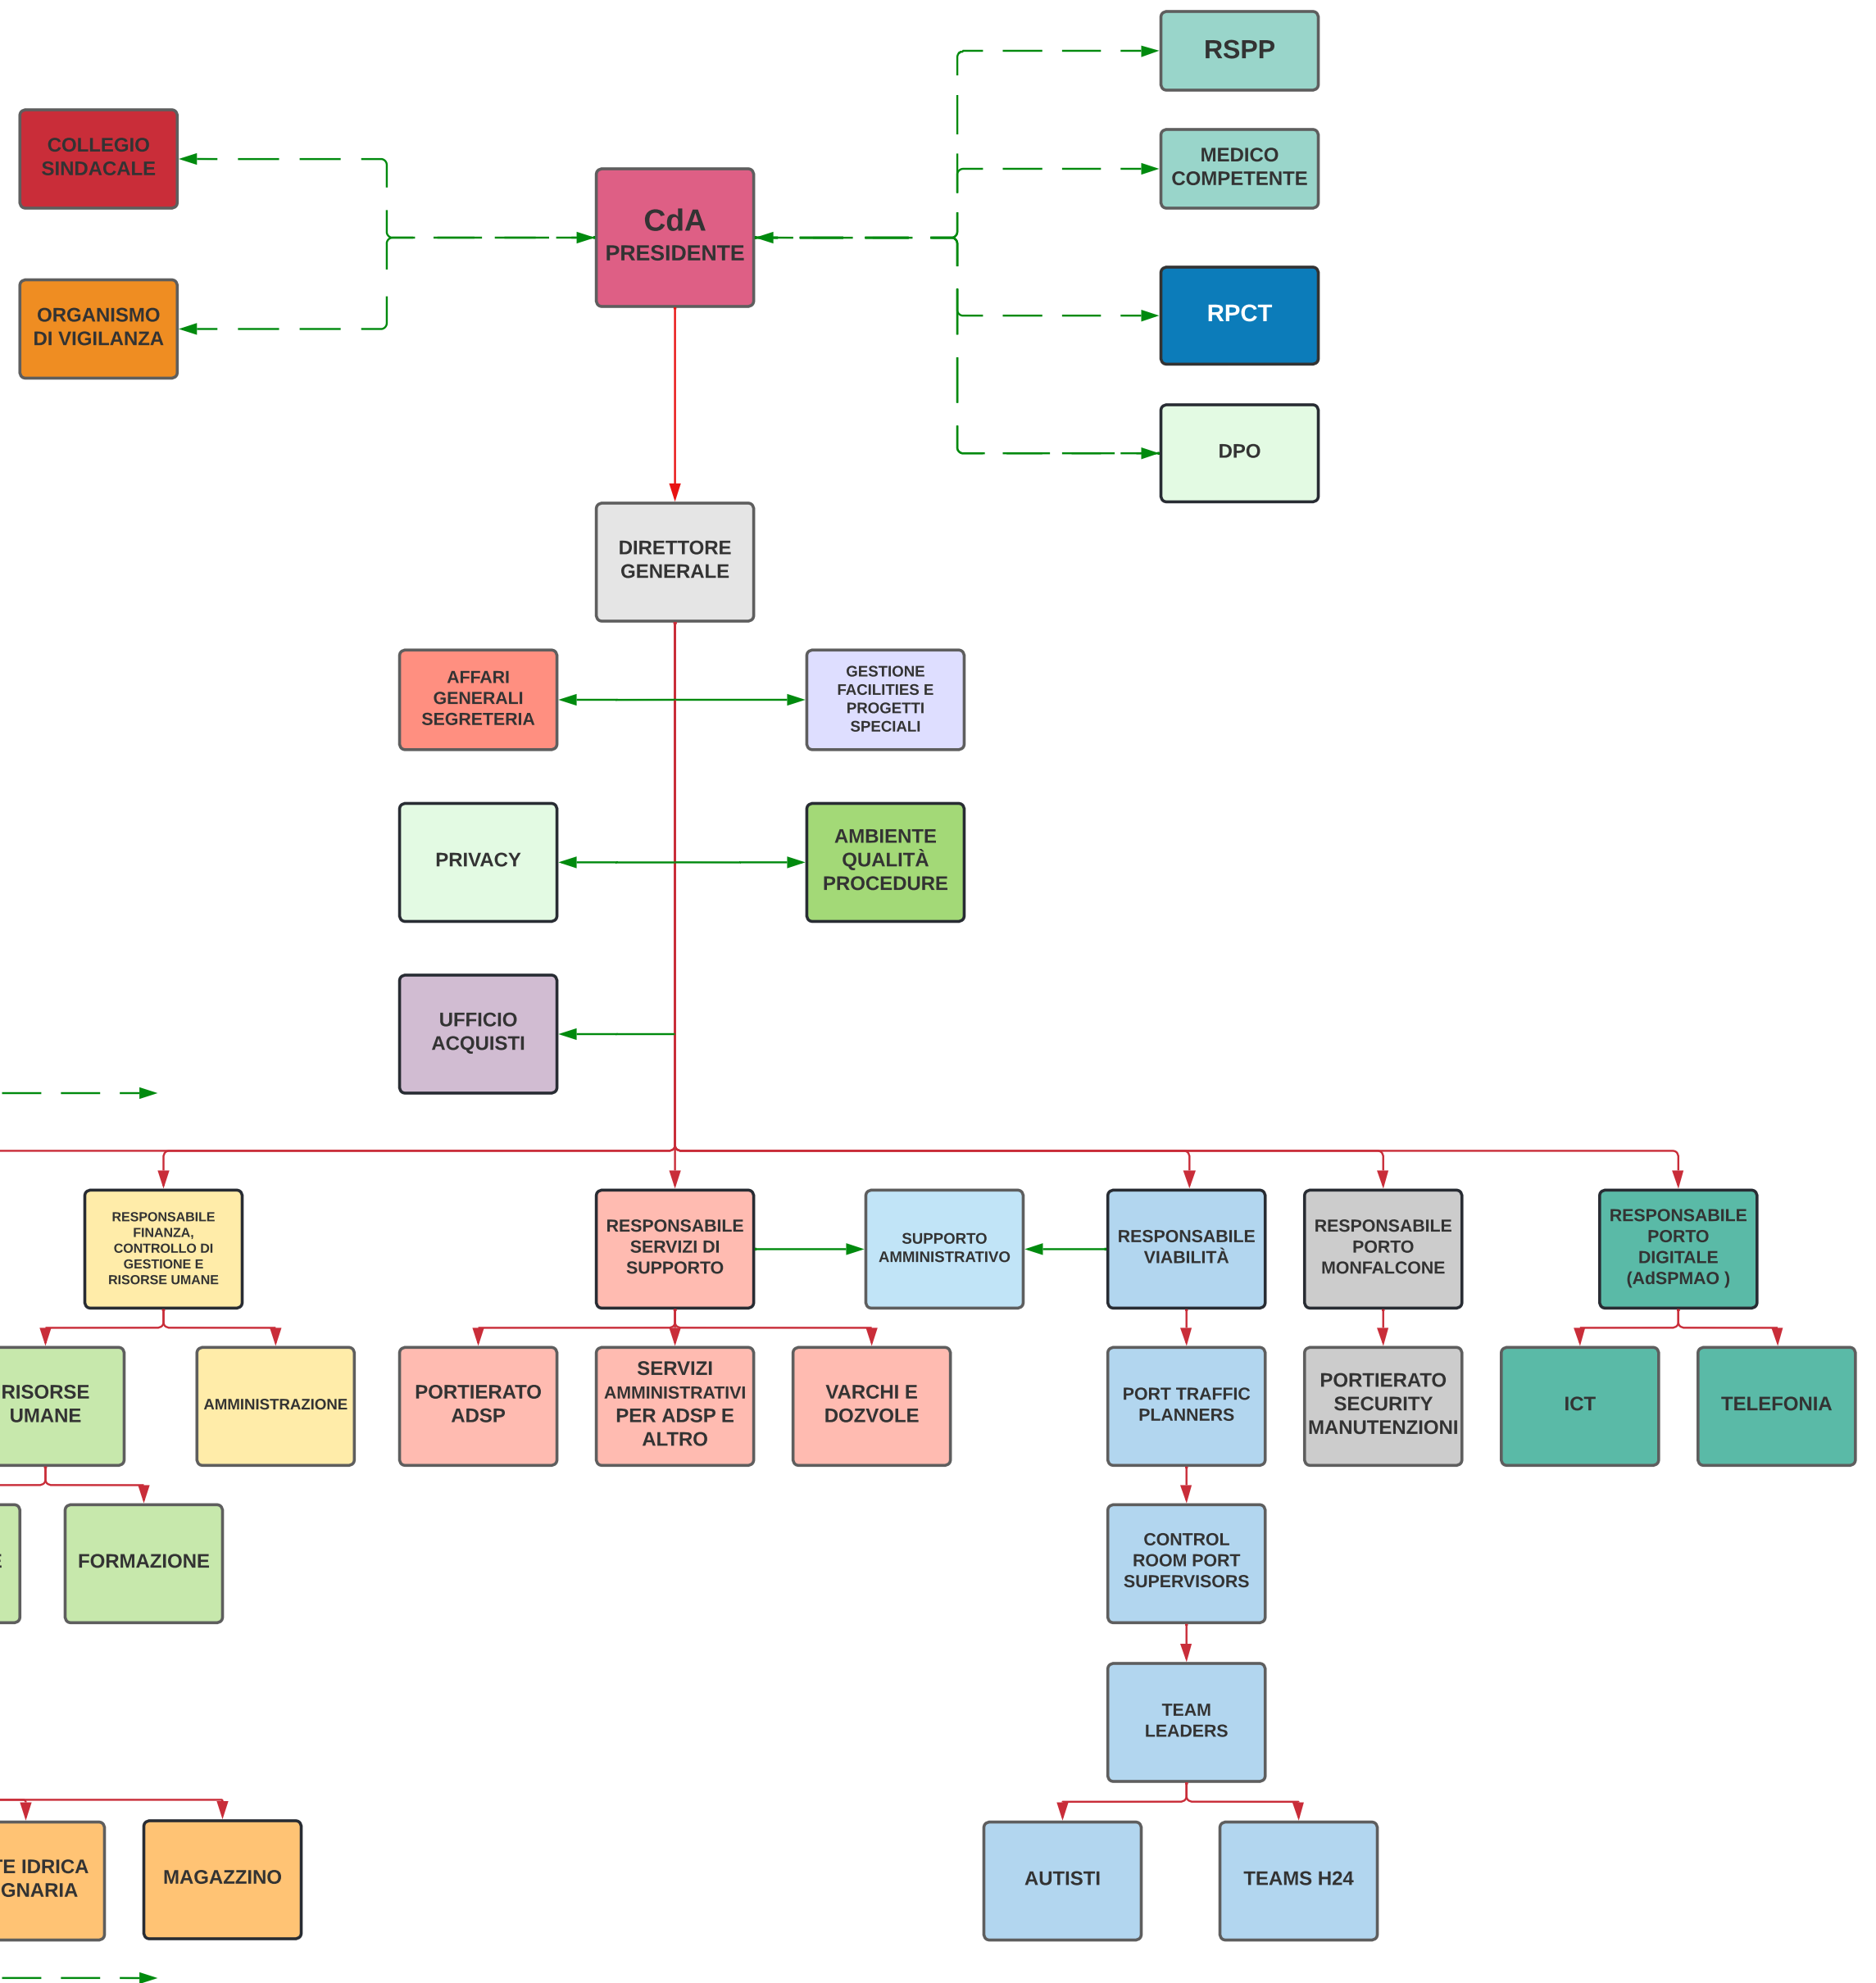 RSPP
COLLEGIO
SINDACALE
MEDICO
COMPETENTE
CdA
PRESIDENTE
ORGANISMO
DI VIGILANZA
RPCT
DPO
DIRETTORE
GENERALE
AFFARI
GENERALI
SEGRETERIA
GESTIONE
FACILITIES E
PROGETTI
SPECIALI
PRIVACY
AMBIENTE
QUALITÀ
PROCEDURE
UFFICIO
ACQUISTI
RESPONSABILE
FINANZA,
CONTROLLO DI
GESTIONE E
RISORSE UMANE
RESPONSABILE
SERVIZI DI
SUPPORTO
SUPPORTO
AMMINISTRATIVO
RESPONSABILE
VIABILITÀ
RESPONSABILE
PORTO
MONFALCONE
RESPONSABILE
PORTO
DIGITALE
(AdSPMAO )
RISORSE
UMANE
AMMINISTRAZIONE
PORTIERATO
ADSP
SERVIZI
AMMINISTRATIVI
PER ADSP E
ALTRO
VARCHI E
DOZVOLE
PORT TRAFFIC
PLANNERS
PORTIERATO
SECURITY
MANUTENZIONI
ICT
TELEFONIA
FORMAZIONE
CONTROL
ROOM PORT
SUPERVISORS
TEAM
LEADERS
TE IDRICA
GNARIA
MAGAZZINO
AUTISTI
TEAMS H24